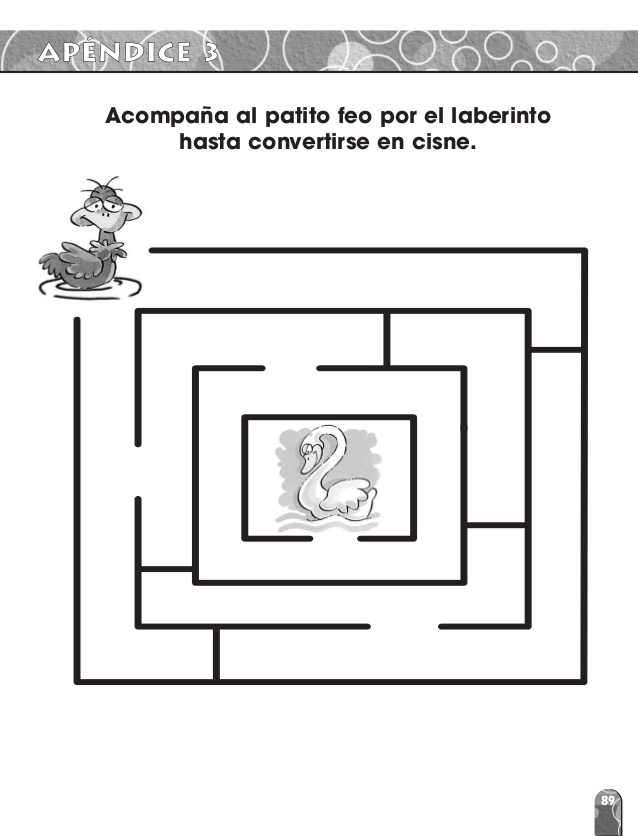 APÉNDICE 3
Acompaña al patito feo por el laberinto
hasta convertirse en cisne.
89